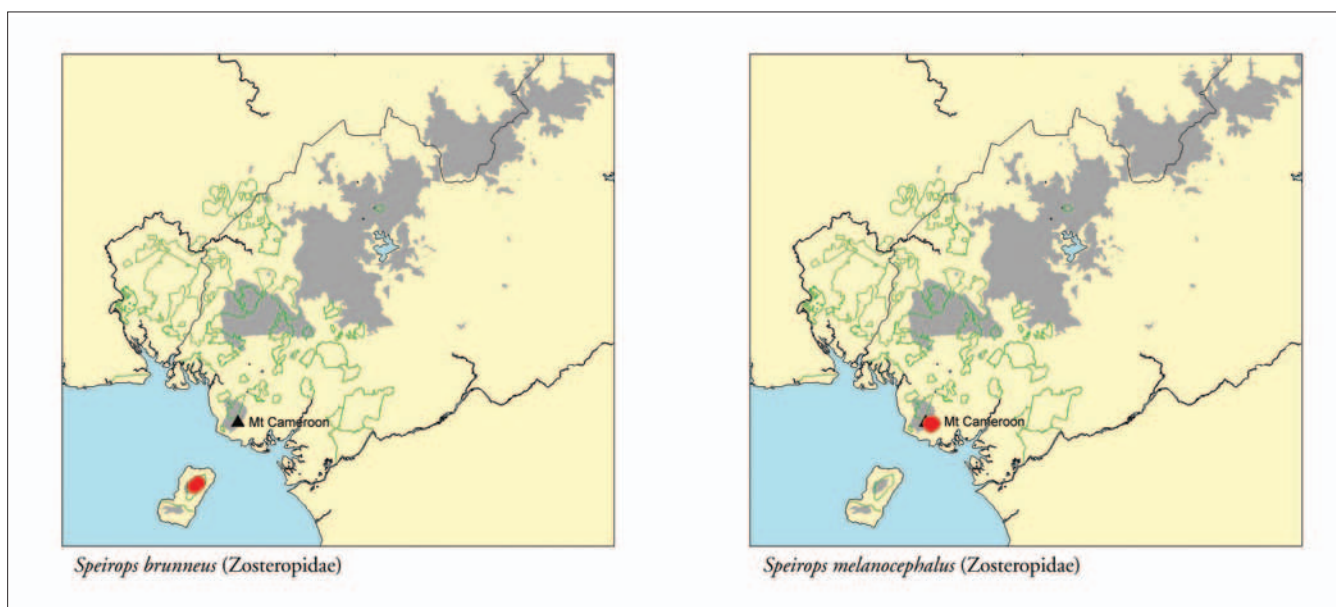 Mt Cameroon
Mt Cameroon
Speirops brunneus (Zosteropidae)
Speirops melanocephalus (Zosteropidae)